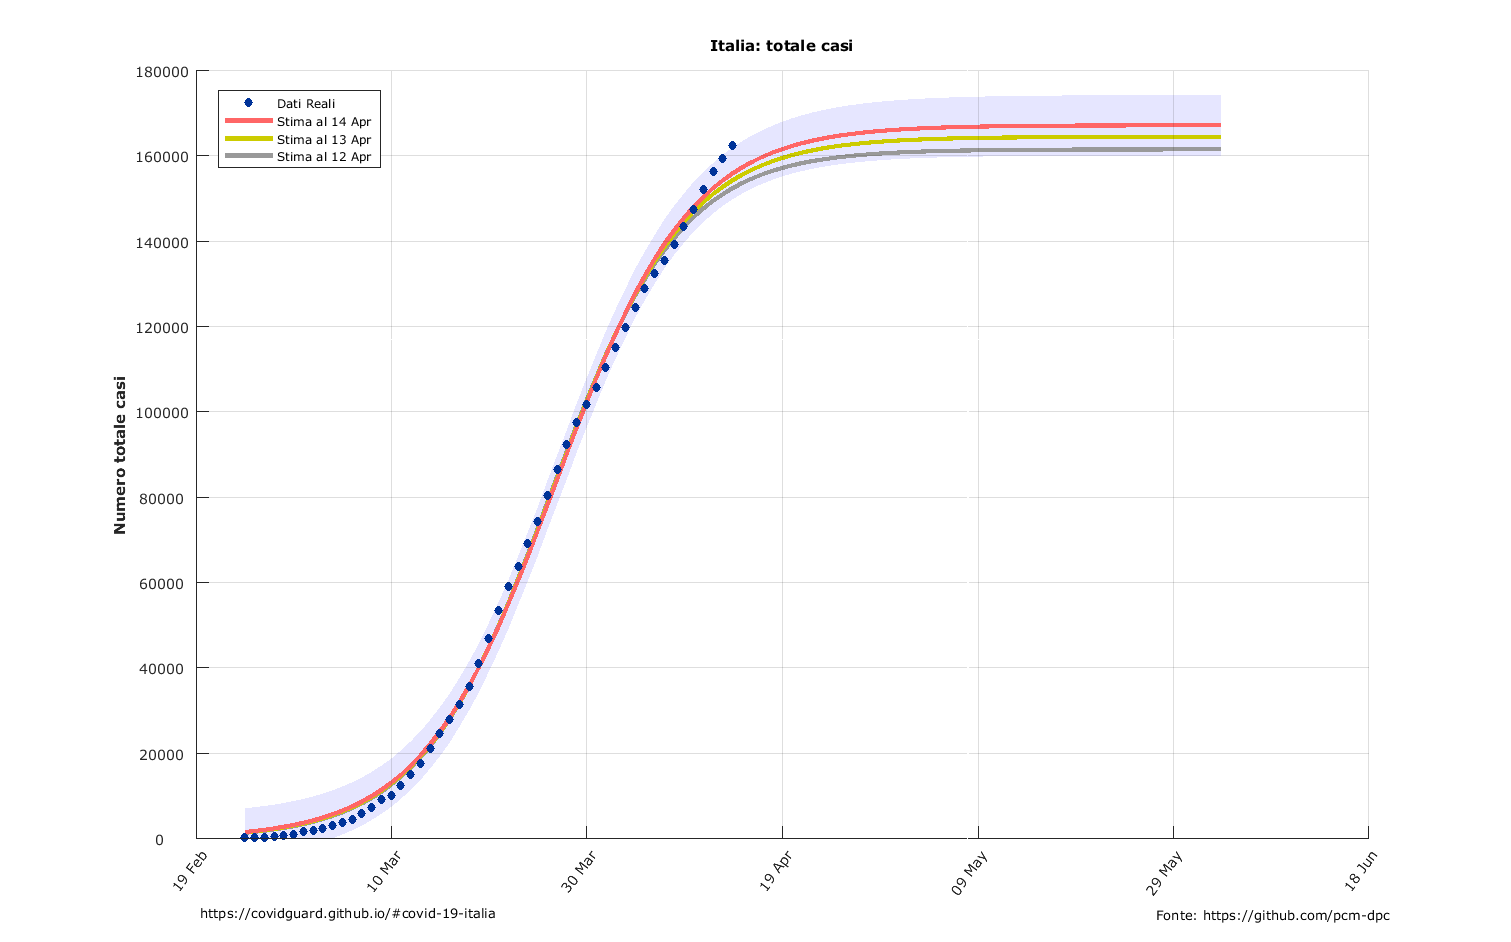 Italia: totale casi
180000
160000
140000
120000
100000
80000
60000
40000
20000
0
Numero totale casi
Dati Reali
Stima al 14 Apr
Stima al 13 Apr
Stima al 12 Apr
19 Feb
10 Mar
30 Mar
19 Apr
09 May
29 May
18 Jun
https://covidguard.github.io/#covid-19-italia
Fonte: https://github.com/pcm-dpc